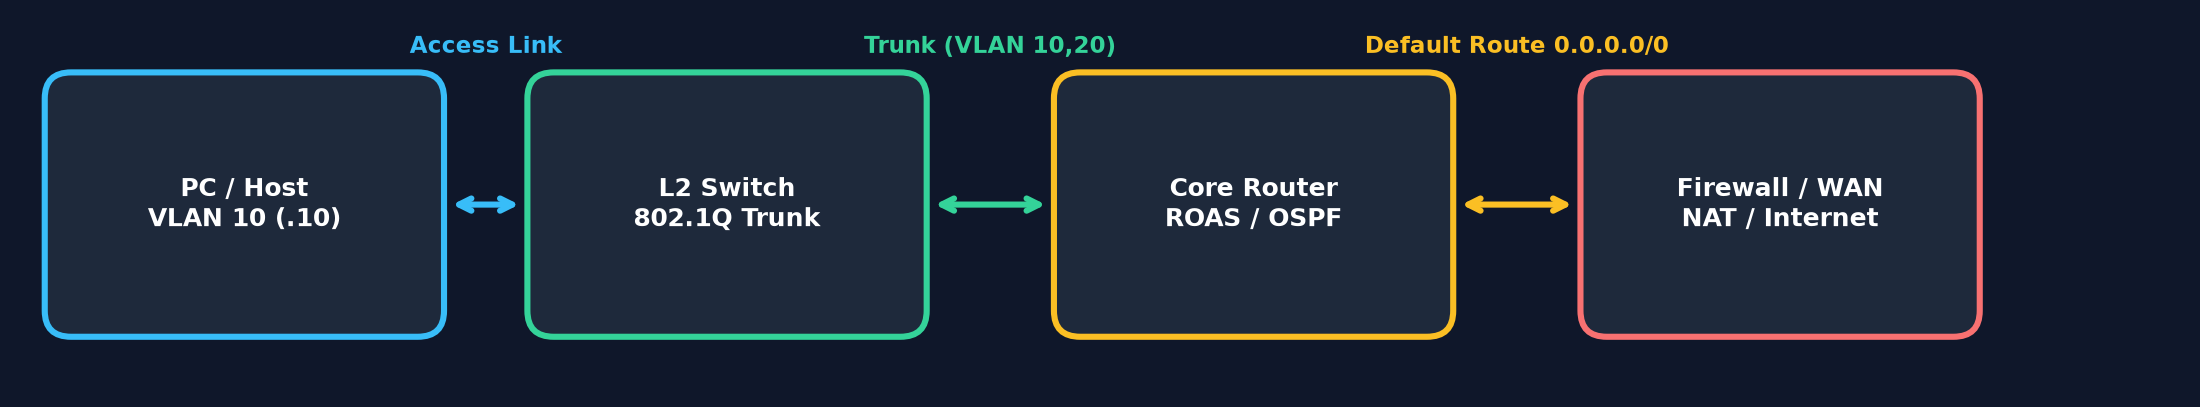 Access Link
Trunk (VLAN 10,20)
Default Route 0.0.0.0/0
PC / Host
VLAN 10 (.10)
L2 Switch
802.1Q Trunk
Core Router
ROAS / OSPF
Firewall / WAN
NAT / Internet